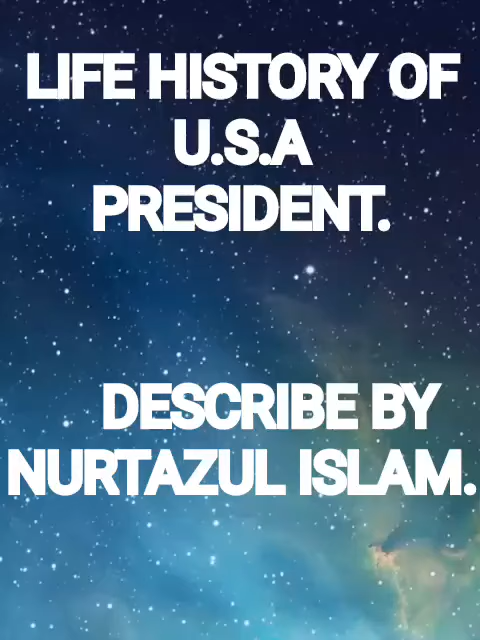 LIFE HISTORY OF
U.S.A
PRESIDENT.
DESCRIBE BY
NURTAZUL ISLAM.